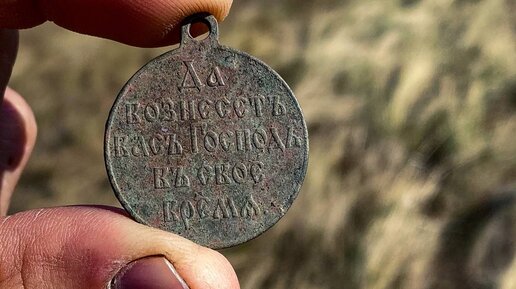 Да
вознесетъ
васъ Господь
въ свое
время